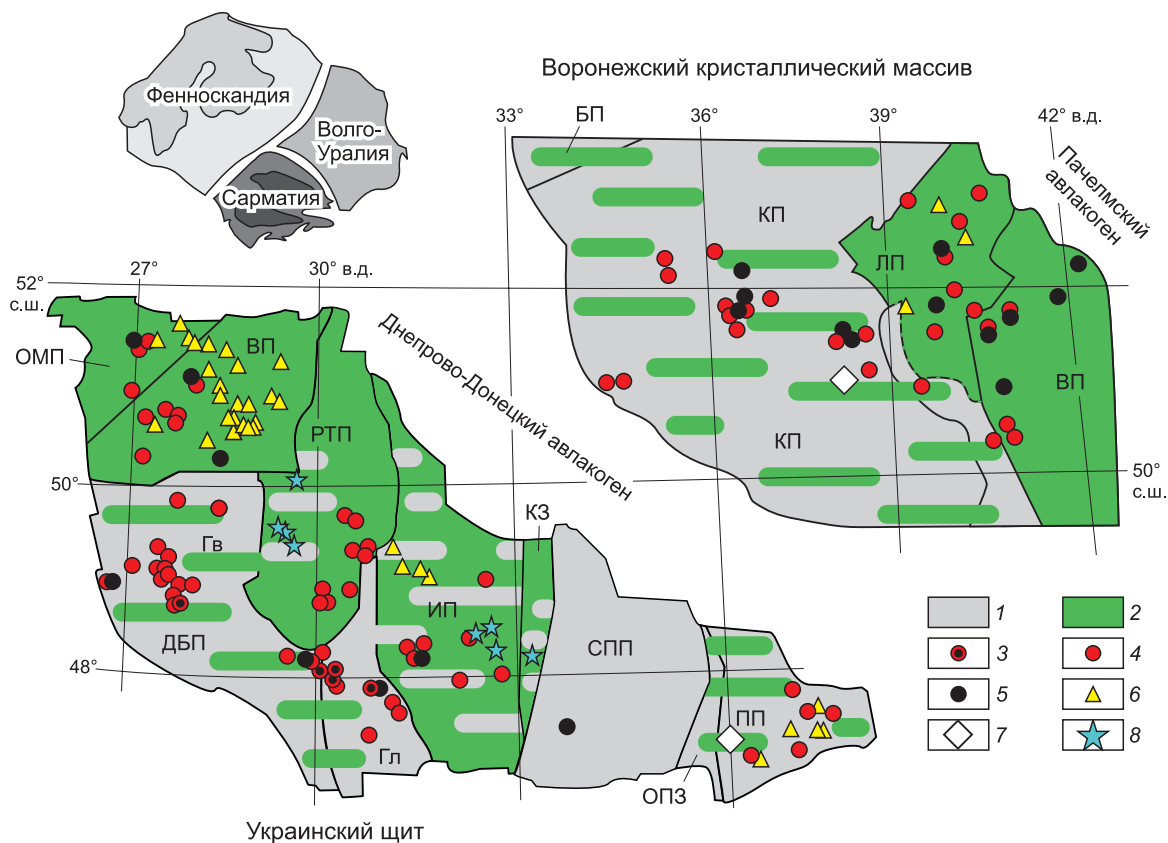 Фенноскандия
Волго-
Уралия
Сарматия
Воронежский кристаллический массив
БП
33°
36°
39°
42° в.д.
Пачелмский
авлакоген
КП
ЛП
27°
30° в.д.
52°
с.ш.
ОМП
ВП
Днепрово-Донецкий авлакоген
РТП
КП
ВП
50°
с.ш.
50°
КЗ
Гв
ИП
СПП
ДБП
48°
ПП
Гл
ОПЗ
Украинский щит
1
2
3
4
5
6
7
8